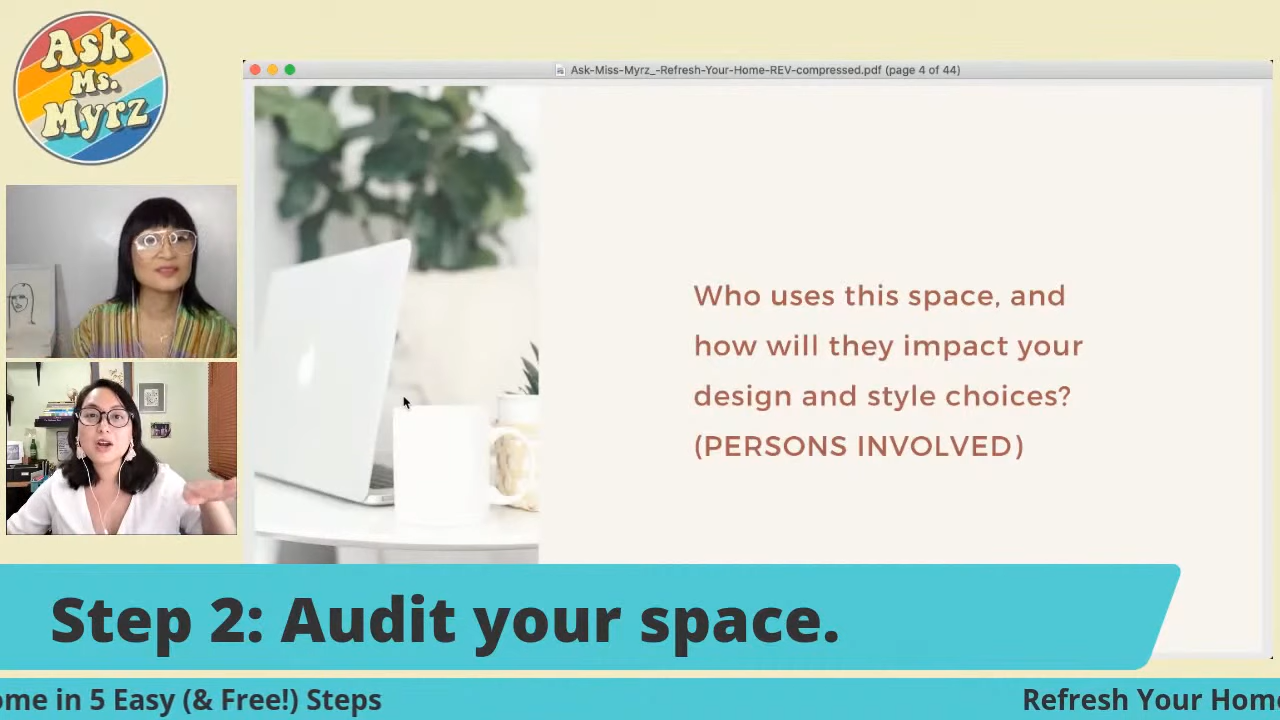 Ask
Ms.
Myrz
Ask-Miss-Myrz_-Refresh-Your-Home-REV-compressed.pdf (page 4 of 44)
Who uses this space, and
how will they impact your
design and style choices?
(PERSONS INVOLVED)
Step 2: Audit your space.
ome in 5 Easy (& Free!) Steps
Refresh Your Home